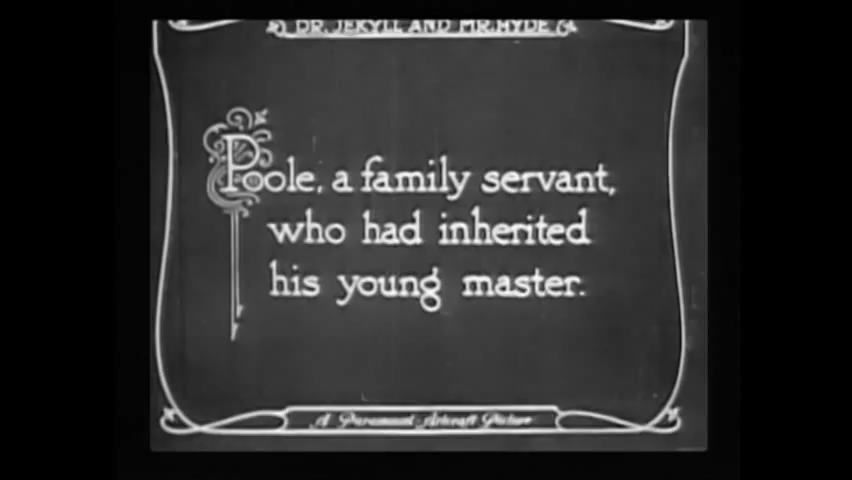 DR. JEKYLL AND MR. HYDE
Poole, a family servant,
who had inherited
his young master.
A Paramount Artcraft Picture